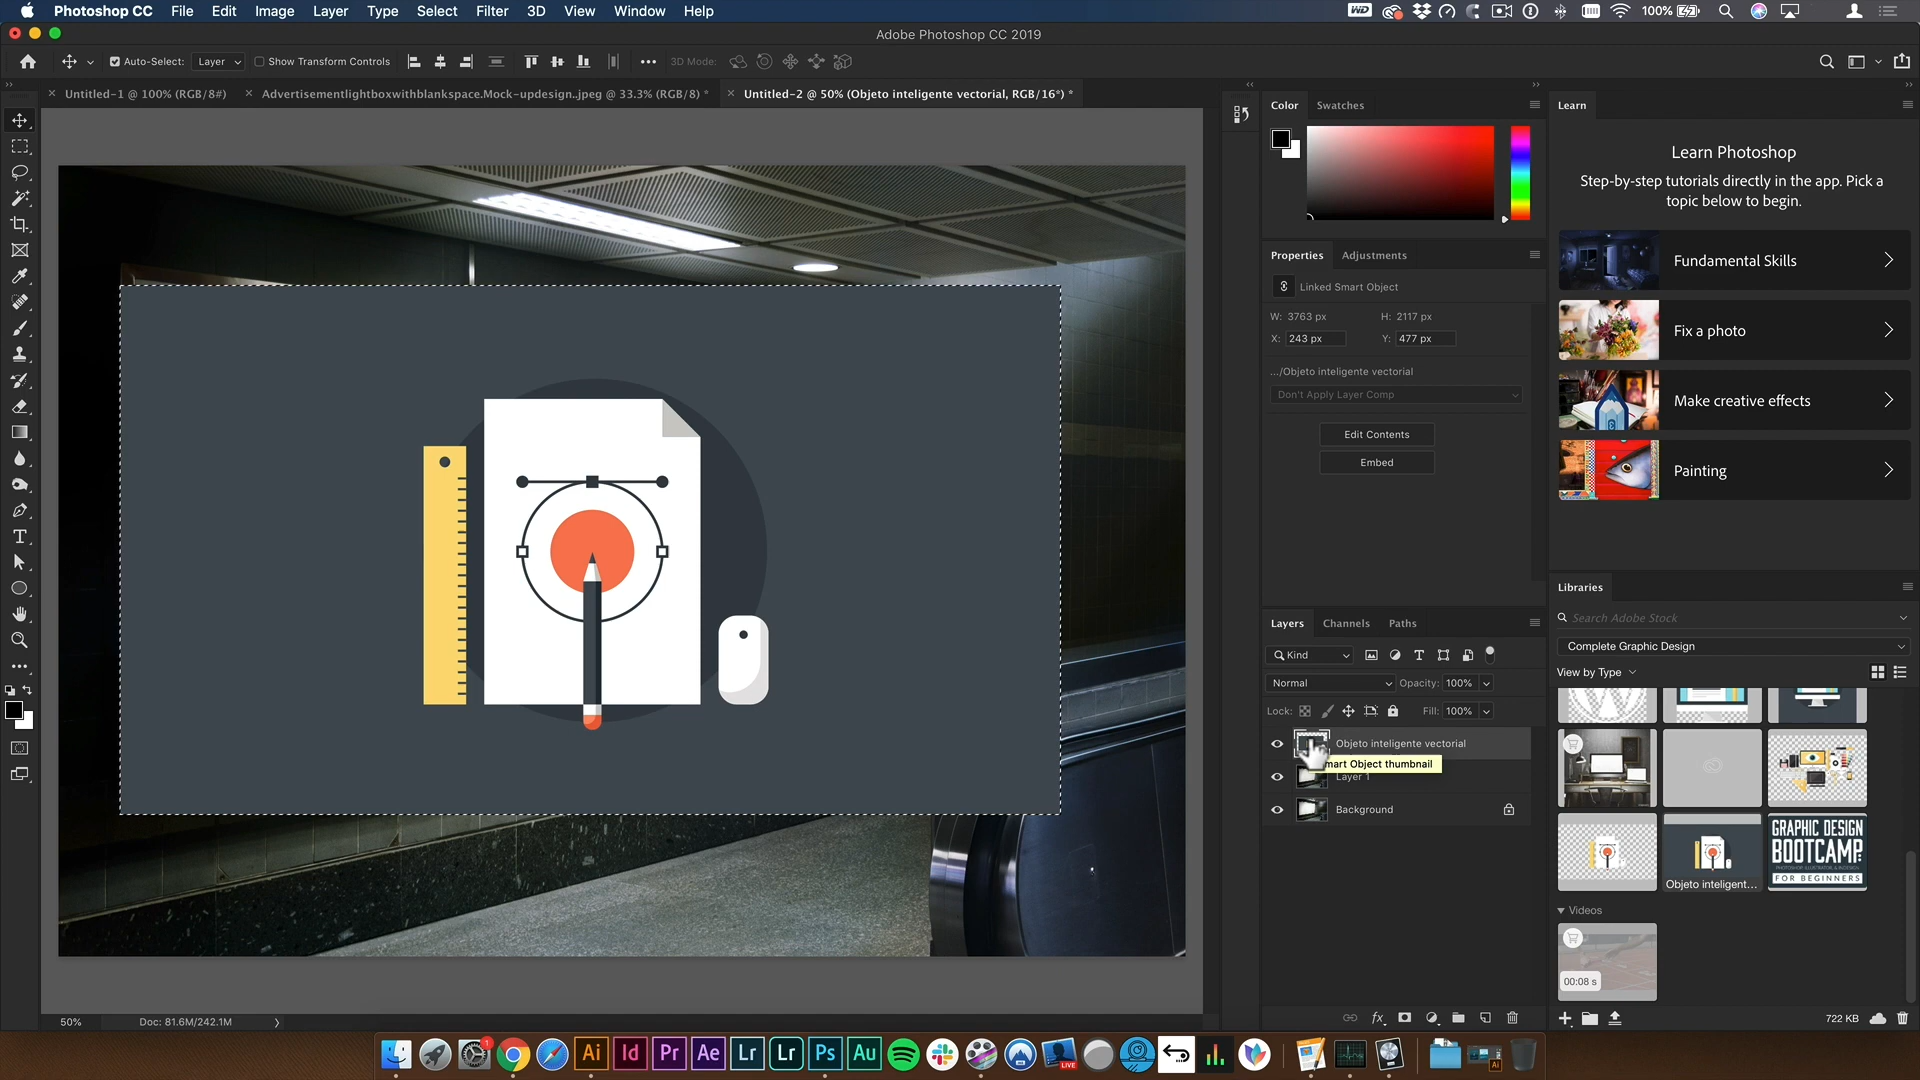 Photoshop CC File Edit Image Layer Type Select Filter 3D View Window Help
WD 100%
Adobe Photoshop CC 2019
Auto-Select: Layer Show Transform Controls 3D Mode:
Untitled-1 @ 100% (RGB/8#)
Advertisementlightboxwithblankspace.Mock-updesign..jpeg @ 33.3% (RGB/8) *
Untitled-2 @ 50% (Objeto inteligente vectorial, RGB/16*) *
Color Swatches
Properties Adjustments
Linked Smart Object
W: 3763 px H: 2117 px
X: 243 px Y: 477 px
.../Objeto inteligente vectorial
Don't Apply Layer Comp
Edit Contents
Embed
Layers Channels Paths
Kind
Normal Opacity: 100%
Lock: Fill: 100%
Objeto inteligente vectorial
mart Object thumbnail
Layer 1
Background
Learn
Learn Photoshop
Step-by-step tutorials directly in the app. Pick a
topic below to begin.
Fundamental Skills
Fix a photo
Make creative effects
Painting
Libraries
Search Adobe Stock
Complete Graphic Design
View by Type
Objeto inteligent...
GRAPHIC DESIGN
BOOTCAMP
FOR BEGINNERS
Videos
00:08 s
722 KB
50% Doc: 81.6M/242.1M
Ai Id Pr Ae Lr Lr Ps Au
LIVE
Ai